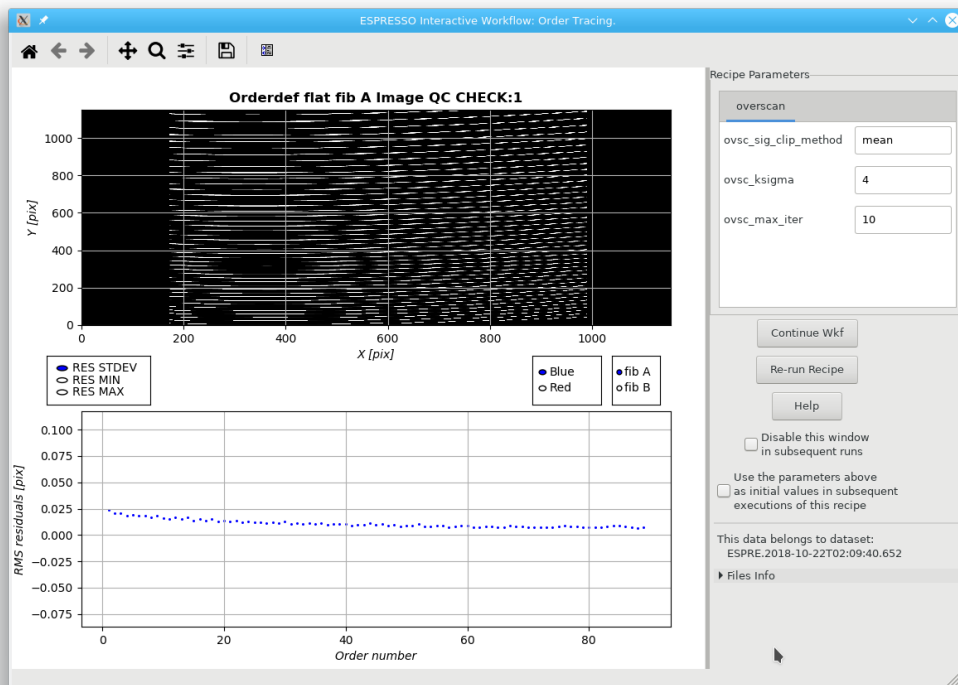 ESPRESSO Interactive Workflow: Order Tracing.
Orderdef flat fib A Image QC CHECK:1
1000
800
600
400
200
0
Y [pix]
0 200 400 600 800 1000
X [pix]
RES STDEV
RES MIN
RES MAX
Blue
Red
fib A
fib B
0.100
0.075
0.050
0.025
0.000
−0.025
−0.050
−0.075
RMS residuals [pix]
0 20 40 60 80
Order number
Recipe Parameters
overscan
ovsc_sig_clip_method mean
ovsc_ksigma 4
ovsc_max_iter 10
Continue Wkf
Re-run Recipe
Help
Disable this window
in subsequent runs
Use the parameters above
as initial values in subsequent
executions of this recipe
This data belongs to dataset:
ESPRE.2018-10-22T02:09:40.652
Files Info